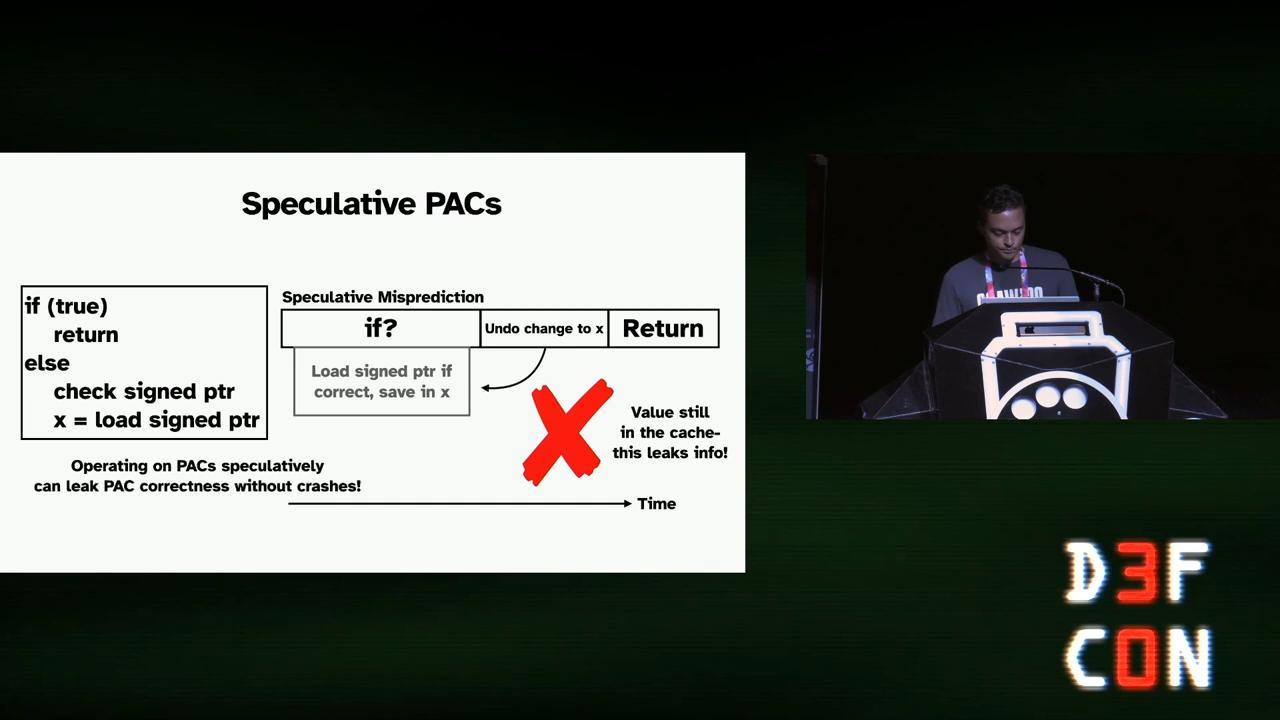 Speculative PACs
if (true)
return
else
check signed ptr
x = load signed ptr
Speculative Misprediction
if?
Undo change to x
Return
Load signed ptr if
correct, save in x
Value still
in the cache-
this leaks info!
Operating on PACs speculatively
can leak PAC correctness without crashes!
Time
D3F
C0N